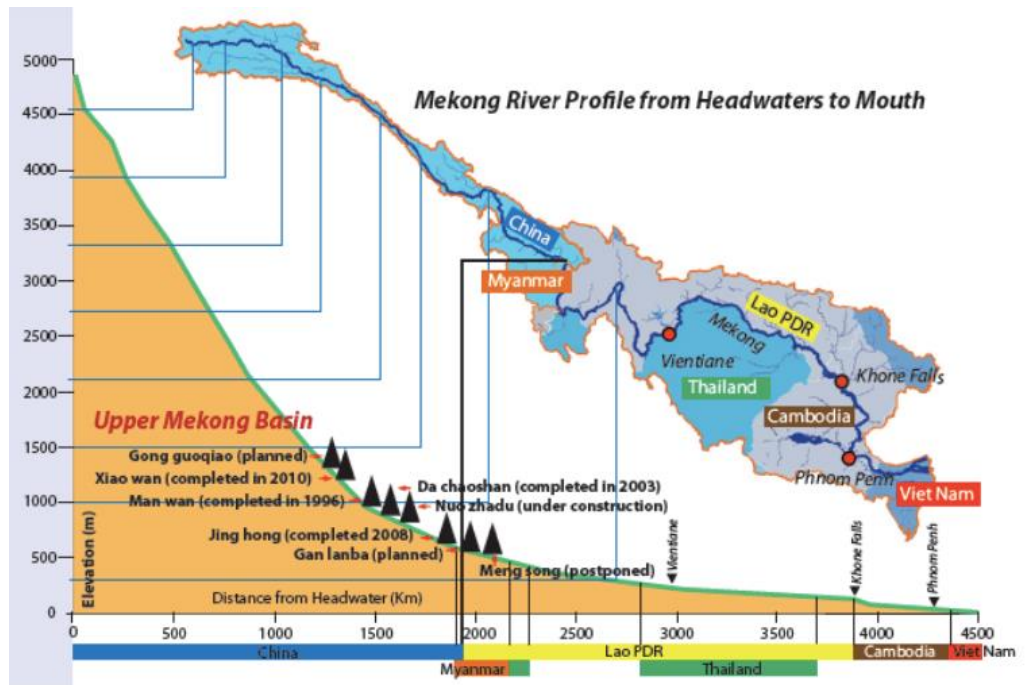 Mekong River Profile from Headwaters to Mouth
5000
4500
4000
3500
3000
2500
2000
1500
1000
500
0
Elevation (m)
China
Myanmar
Lao PDR
Mekong
Vientiane
Thailand
Khone Falls
Cambodia
Phnom Penh
Viet Nam
Upper Mekong Basin
Gong guoqiao (planned)
Xiao wan (completed in 2010)
Man wan (completed in 1996)
Da chaoshan (completed in 2003)
Nuo zhadu (under construction)
Jing hong (completed 2008)
Gan lanba (planned)
Meng song (postponed)
Vientiane
Khone Falls
Phnom Penh
Distance from Headwater (Km)
0 500 1000 1500 2000 2500 3000 3500 4000 4500
China Lao PDR Cambodia Viet Nam
Myanmar Thailand